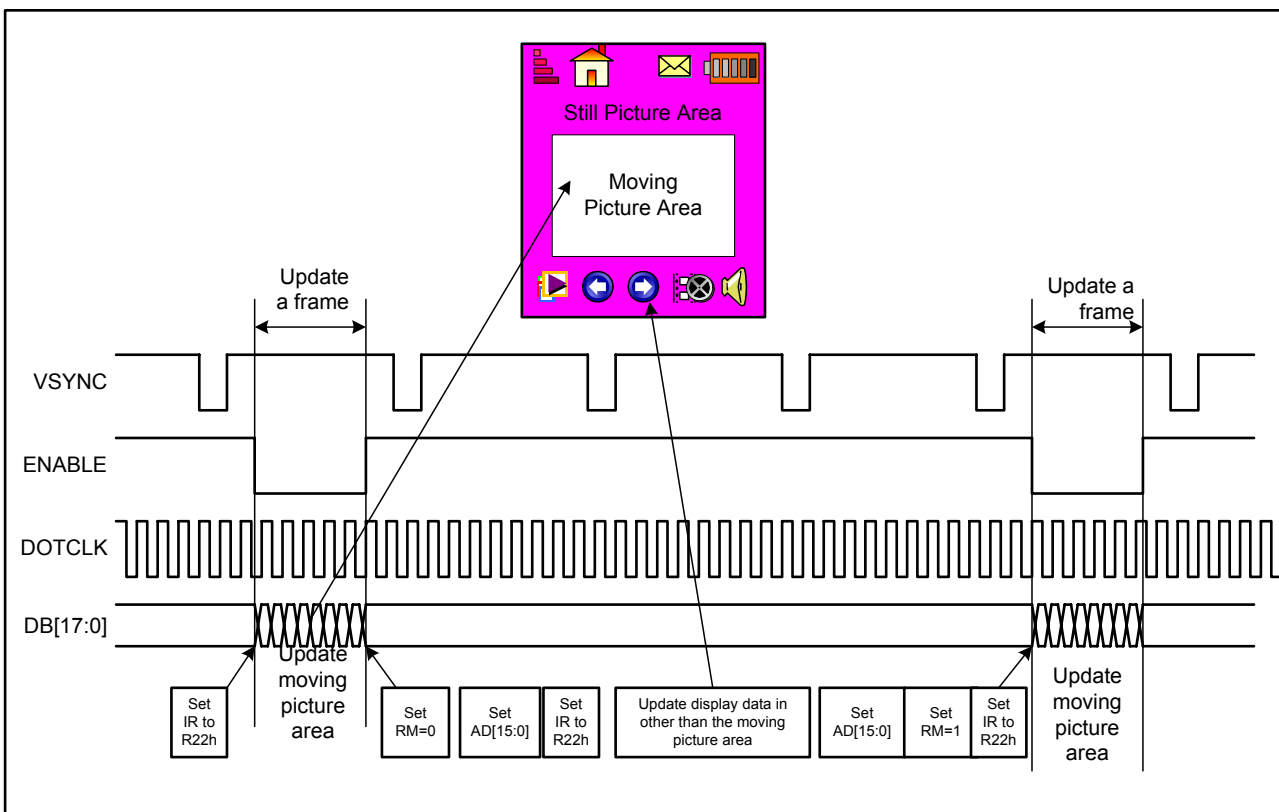 Still Picture Area
Moving
Picture Area
Update
a frame
Update a
frame
VSYNC
ENABLE
DOTCLK
DB[17:0]
Update
moving
picture
area
Update
moving
picture
area
Set
IR to
R22h
Set
RM=0
Set
AD[15:0]
Set
IR to
R22h
Update display data in
other than the moving
picture area
Set
AD[15:0]
Set
RM=1
Set
IR to
R22h